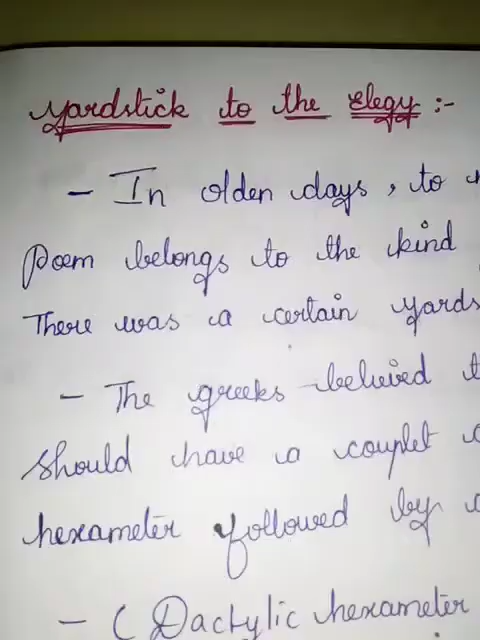 yardstick to the elegy :-
- In olden days, to
Poem belongs to the kind
There was a certain yards
- The greeks believed t
should have a couplet
hexameter followed by
- (Dactylic hexameter